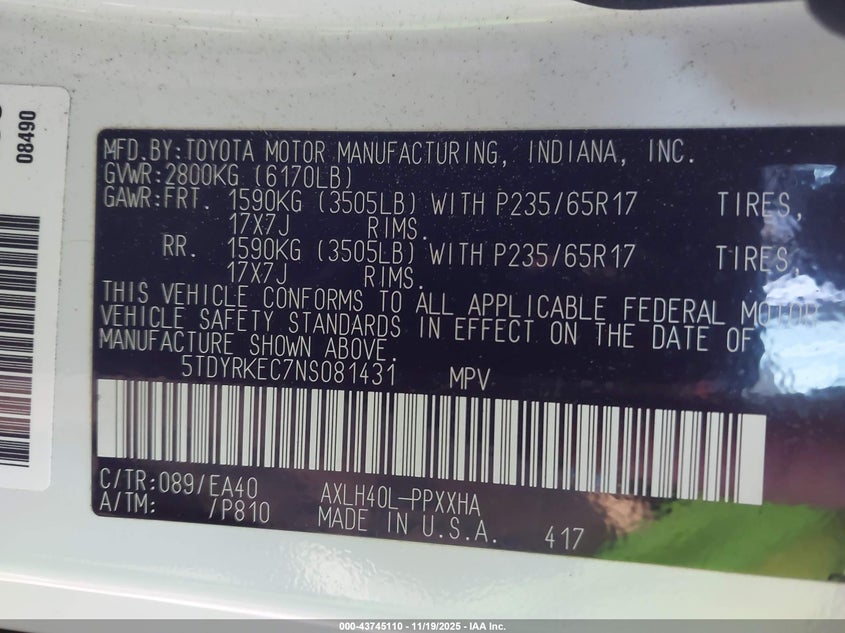 08490
MFD.BY:TOYOTA MOTOR MANUFACTURING, INDIANA, INC.
GVWR:2800KG (6170LB)
GAWR:FRT. 1590KG (3505LB) WITH P235/65R17 TIRES,
17X7J RIMS.
RR. 1590KG (3505LB) WITH P235/65R17 TIRES,
17X7J RIMS.
THIS VEHICLE CONFORMS TO ALL APPLICABLE FEDERAL MOTOR
VEHICLE SAFETY STANDARDS IN EFFECT ON THE DATE OF
MANUFACTURE SHOWN ABOVE.
5TDYRKEC7NS081431 MPV
C/TR:089/EA40 AXLH40L-PPXXHA
A/TM: /P810 MADE IN U.S.A. 417
000-43745110 - 11/19/2025 - IAA Inc.